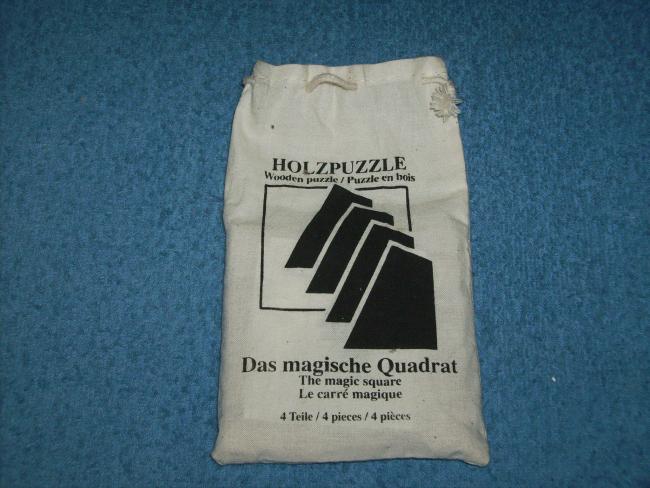 HOLZPUZZLE
Wooden puzzle / Puzzle en bois
Das magische Quadrat
The magic square
Le carré magique
4 Teile / 4 pieces / 4 pièces